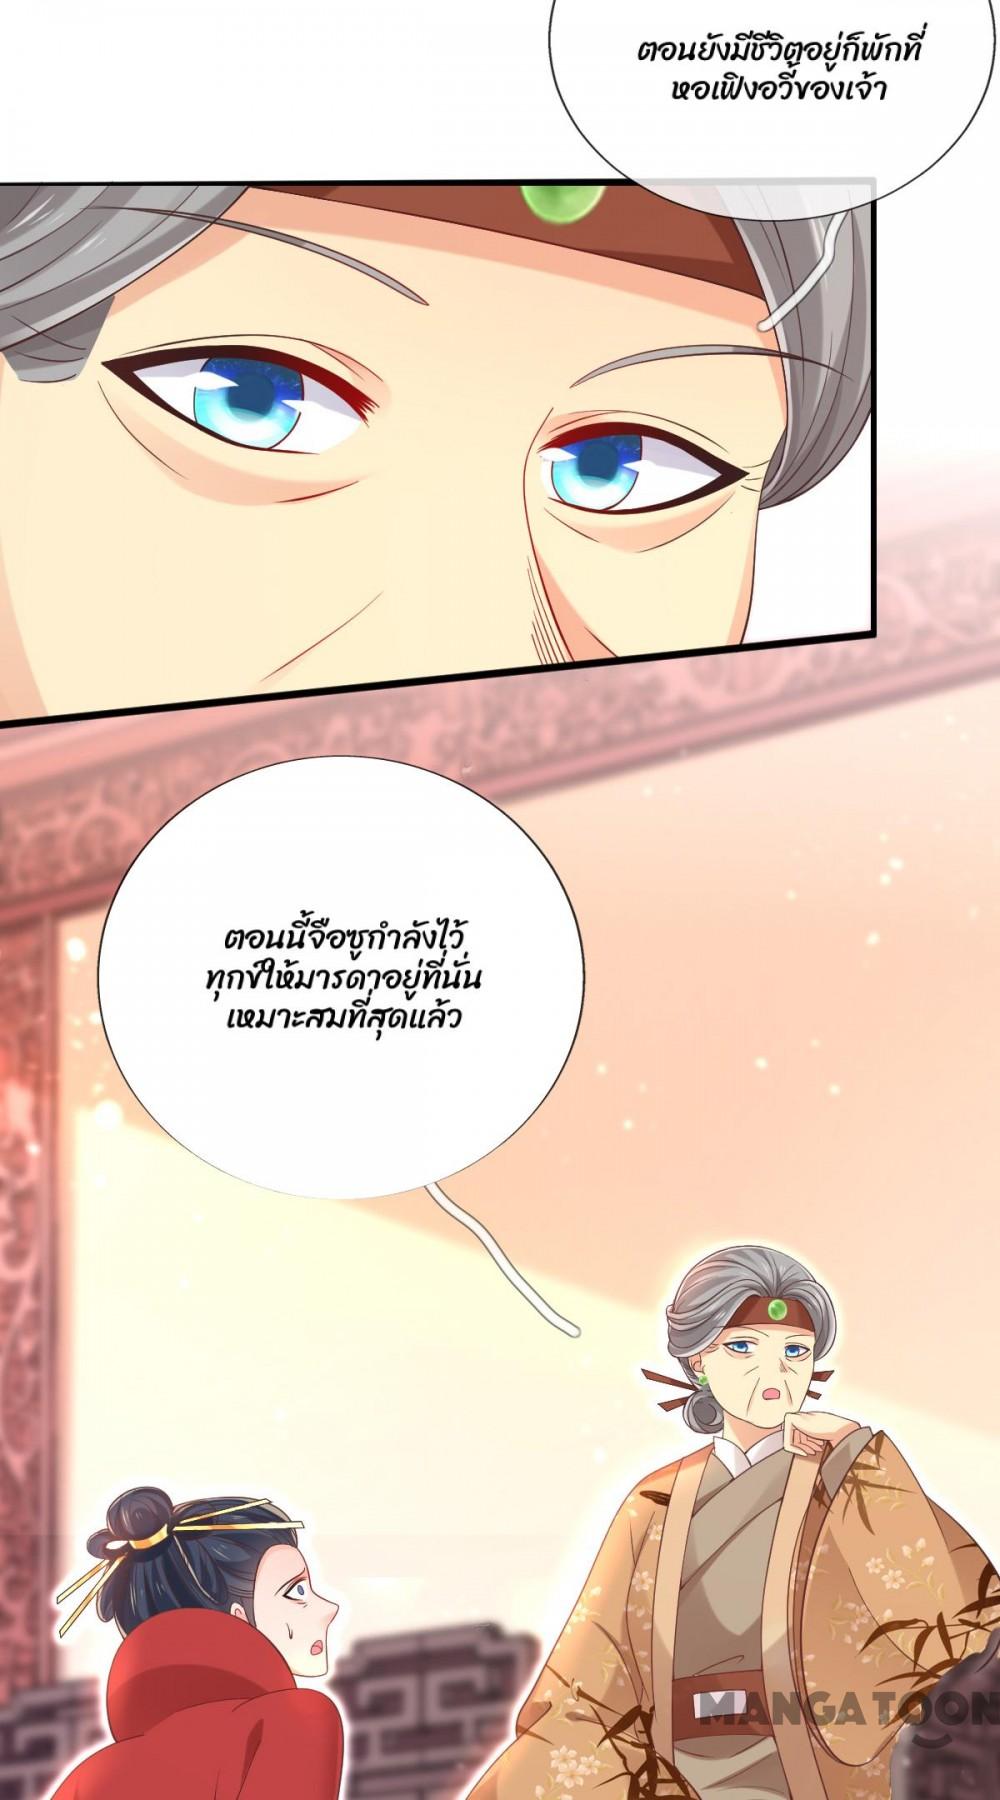 ตอนยังมีชีวิตอยู่ก็พักที่
หอเฟิงอวี้ของเจ้า
ตอนนี้จือซูกำลังไว้
ทุกข์ให้มารดาอยู่ที่นั่น
เหมาะสมที่สุดแล้ว
MANGATOON